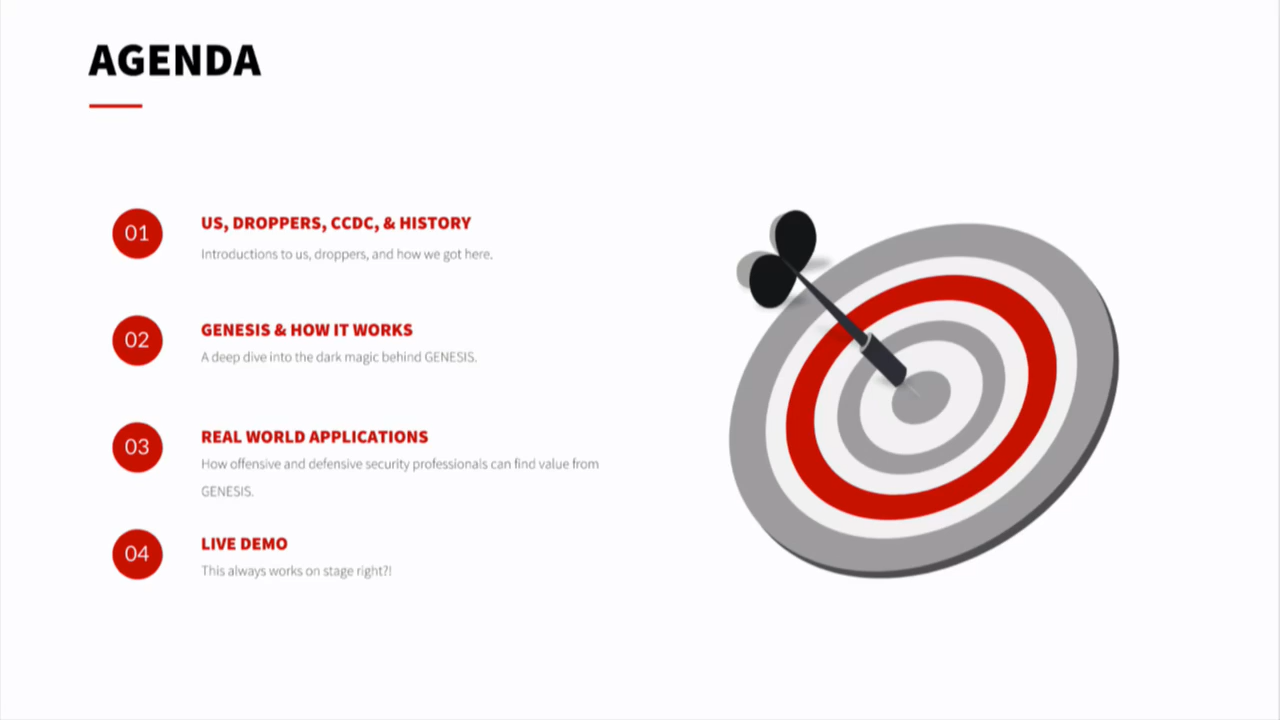 AGENDA
01
US, DROPPERS, CCDC, & HISTORY
Introductions to us, droppers, and how we got here.
02
GENESIS & HOW IT WORKS
A deep dive into the dark magic behind GENESIS.
03
REAL WORLD APPLICATIONS
How offensive and defensive security professionals can find value from
GENESIS.
04
LIVE DEMO
This always works on stage right?!